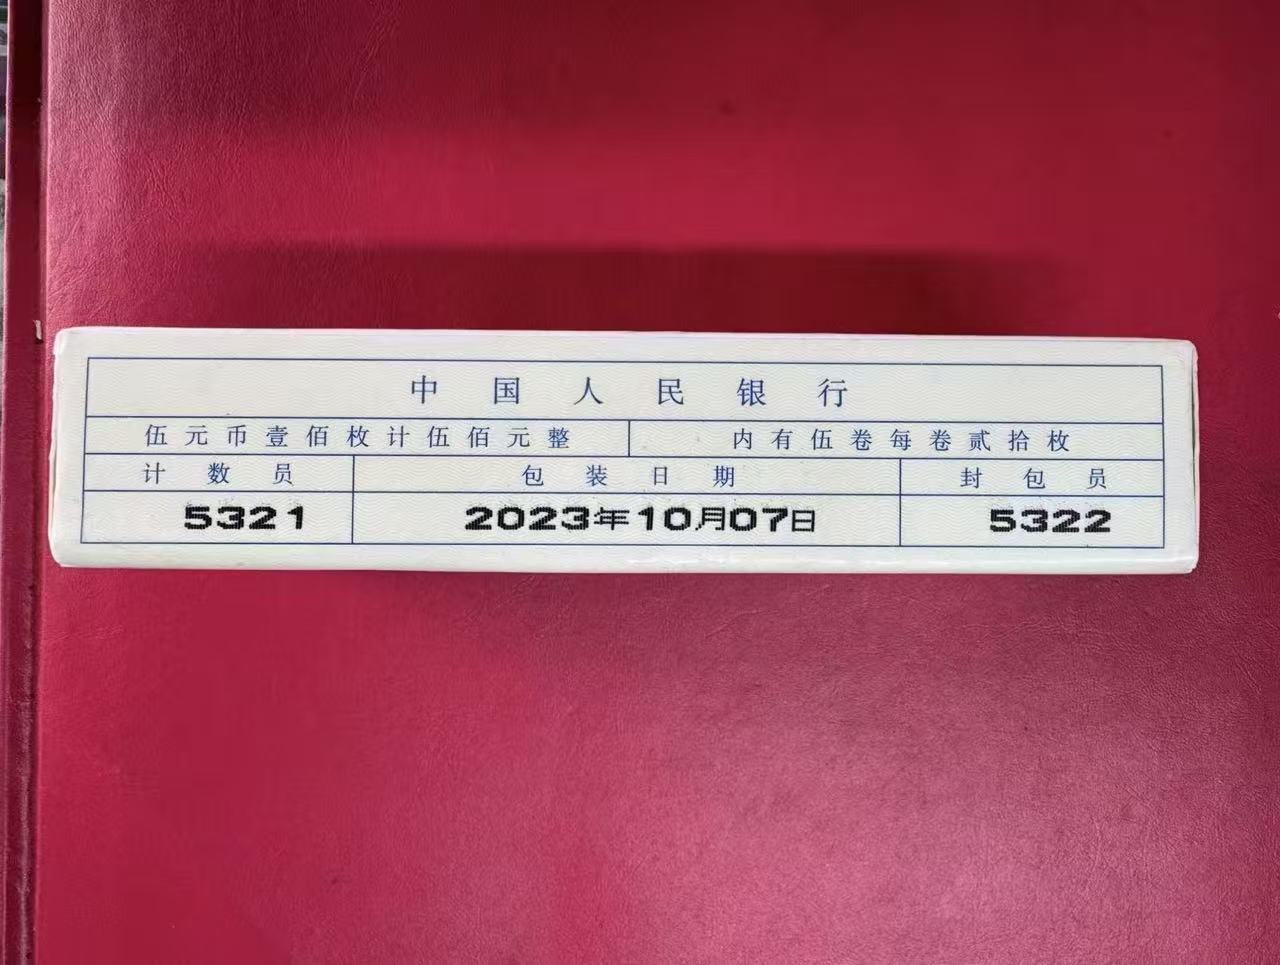 中国人民银行
伍元币壹佰枚计伍佰元整 内有伍卷每卷贰拾枚
计数员 包装日期 封包员
5321 2023年10月07日 5322